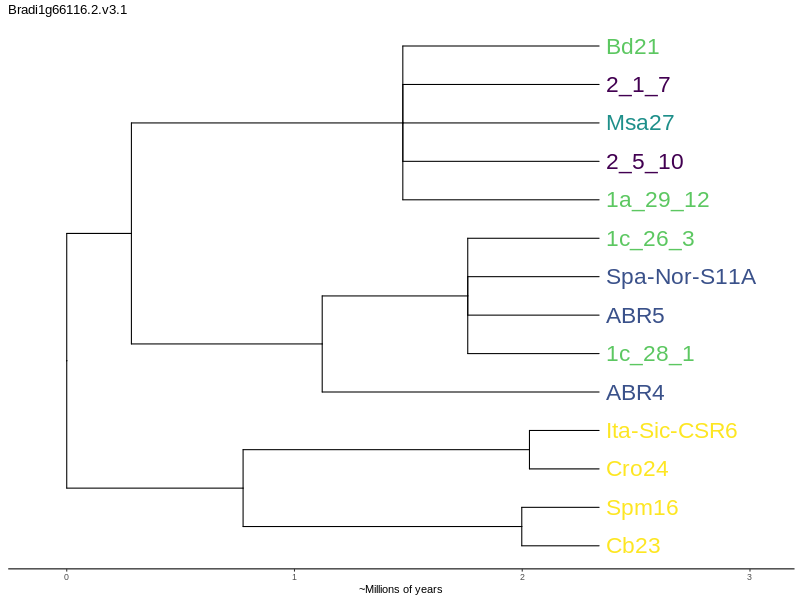 Bradi1g66116.2.v3.1
Bd21
2_1_7
Msa27
2_5_10
1a_29_12
1c_26_3
Spa-Nor-S11A
ABR5
1c_28_1
ABR4
Ita-Sic-CSR6
Cro24
Spm16
Cb23
0 1 2 3
~Millions of years